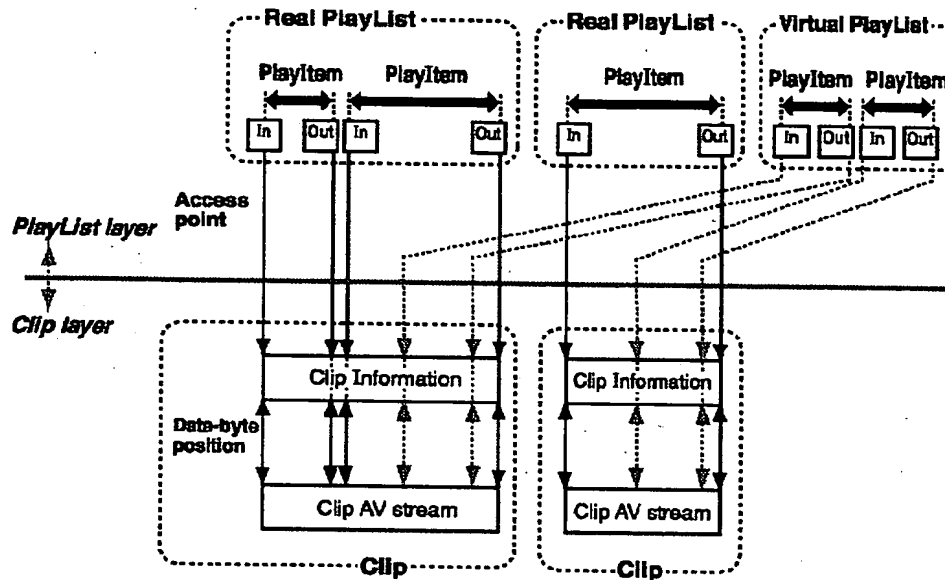 Real PlayList
Real PlayList
Virtual PlayList
PlayItem
PlayItem
PlayItem
PlayItem
PlayItem
In
Out
In
Out
In
Out
In
Out
In
Out
Access
point
PlayList layer
Clip layer
Clip Information
Clip Information
Data-byte
position
Clip AV stream
Clip AV stream
Clip
Clip